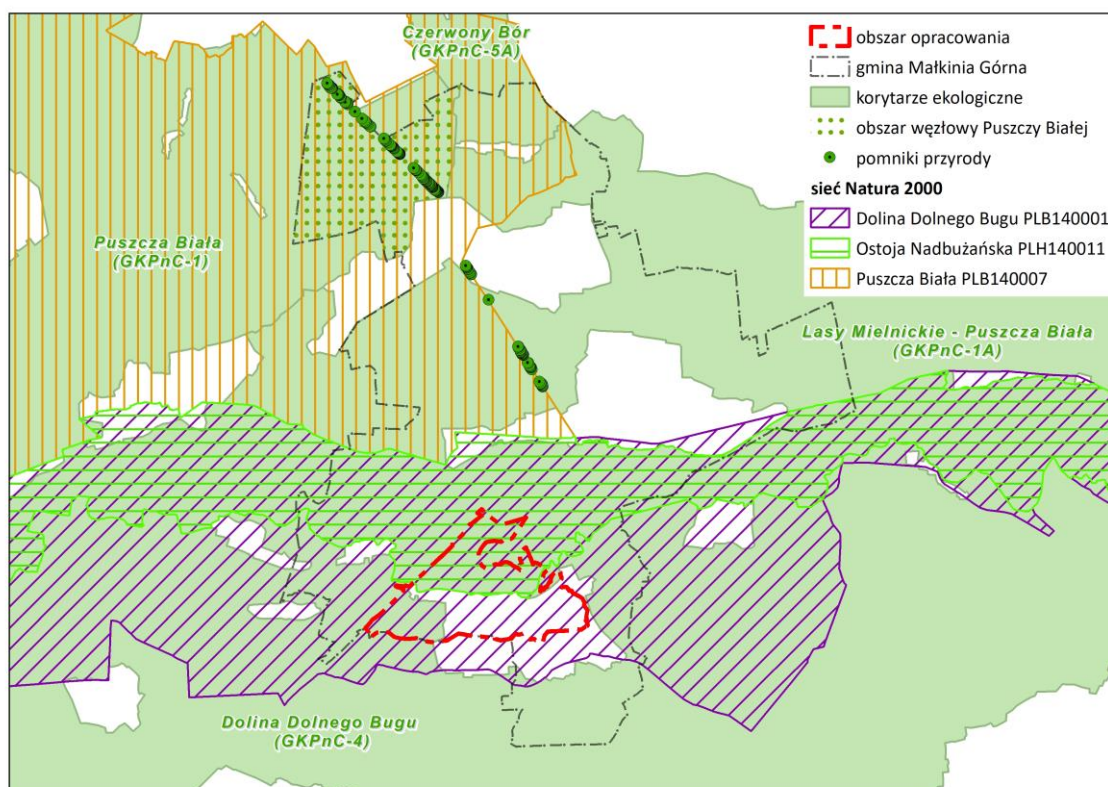 Czerwony Bór
(GKPnC-5A)
obszar opracowania
gmina Małkinia Górna
korytarze ekologiczne
obszar węzłowy Puszczy Białej
pomniki przyrody
sieć Natura 2000
Dolina Dolnego Bugu PLB140001
Ostoja Nadbużańska PLH140011
Puszcza Biała PLB140007
Puszcza Biała
(GKPnC-1)
Lasy Mielnickie - Puszcza Biała
(GKPnC-1A)
Dolina Dolnego Bugu
(GKPnC-4)